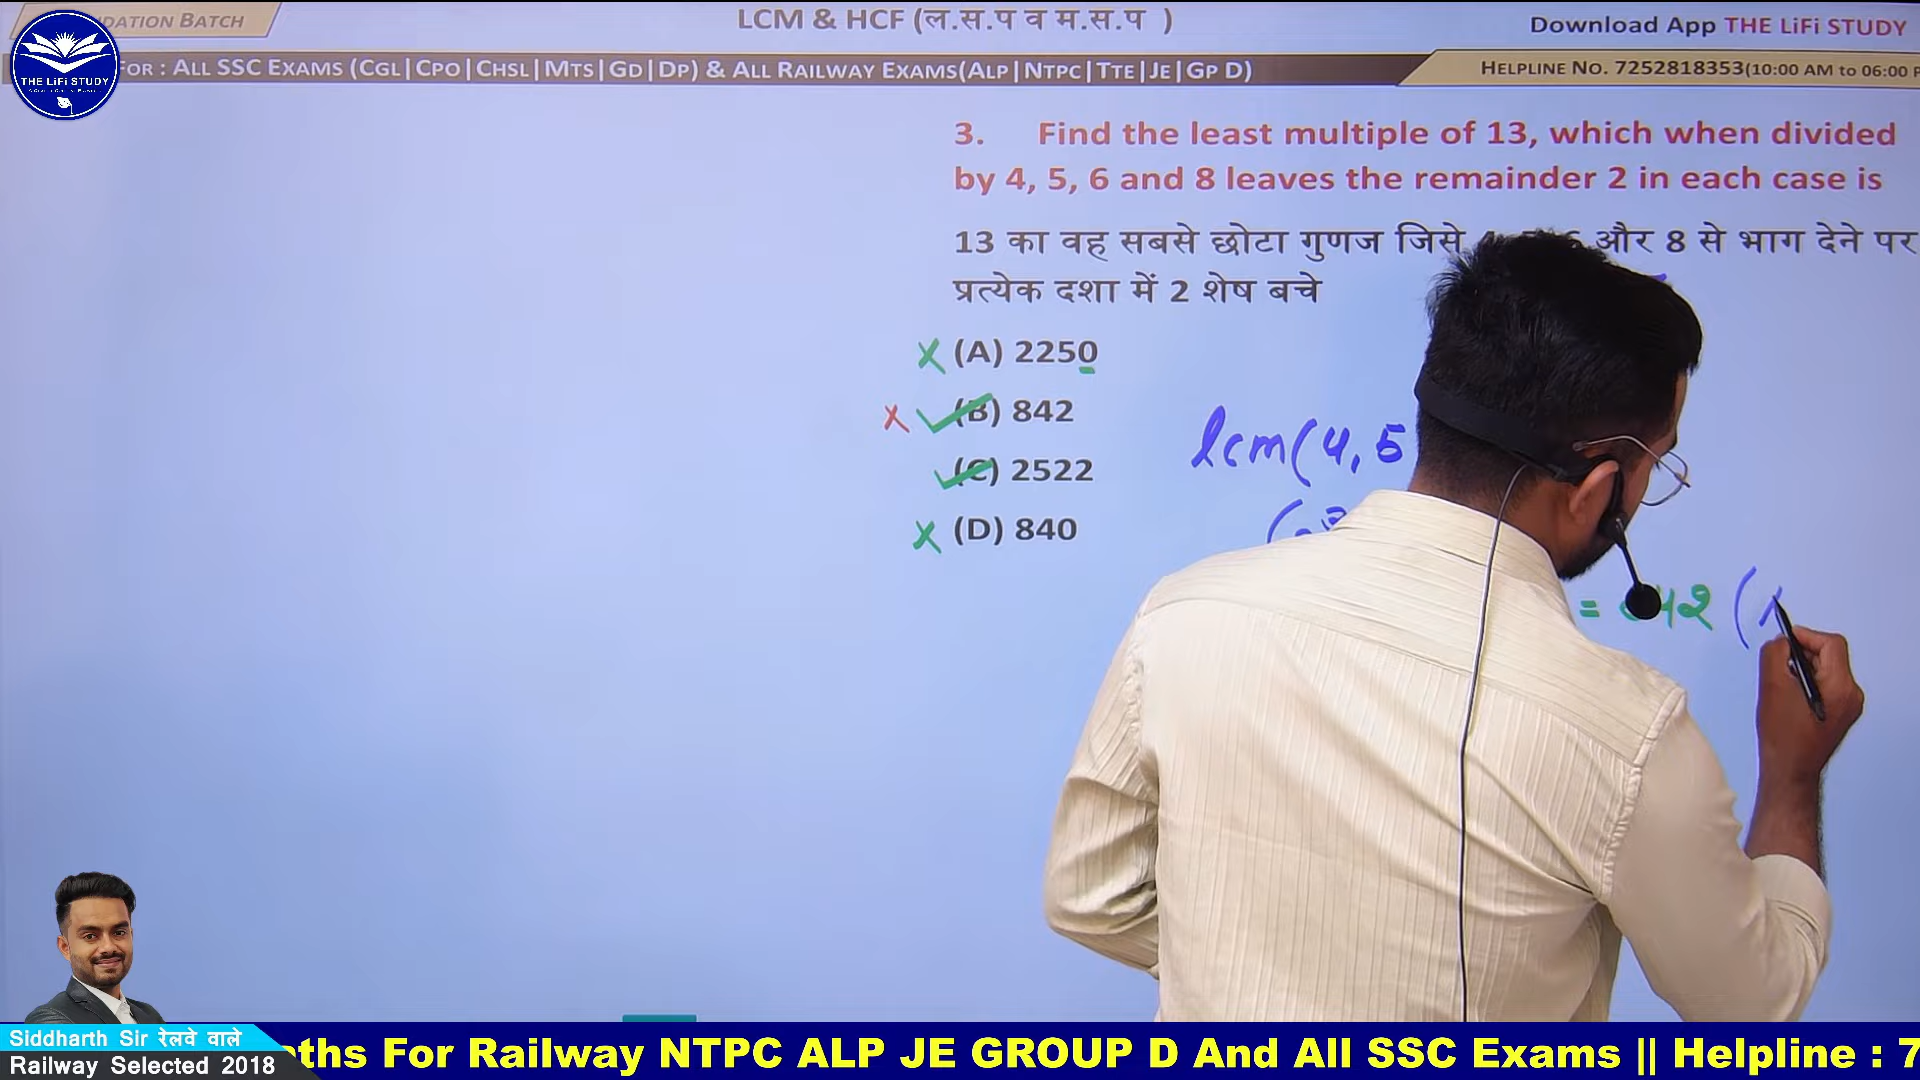 DATION BATCH
LCM & HCF (ल.स.प व म.स.प )
Download App THE LiFi STUDY
THE LiFi STUDY
FOR : ALL SSC EXAMS (CGL|CPO|CHSL|MTS|GD|DP) & ALL RAILWAY EXAMS(ALP|NTPC|TTE|JE|GP D)
HELPLINE NO. 7252818353(10:00 AM TO 06:00 P
3. Find the least multiple of 13, which when divided
by 4, 5, 6 and 8 leaves the remainder 2 in each case is
13 का वह सबसे छोटा गुणज जिसे और 8 से भाग देने पर
प्रत्येक दशा में 2 शेष बचे
(A) 2250
(B) 842
(C) 2522
(D) 840
lcm(4, 5
Siddharth Sir रेलवे वाले
Railway Selected 2018
aths For Railway NTPC ALP JE GROUP D And All SSC Exams || Helpline : 7